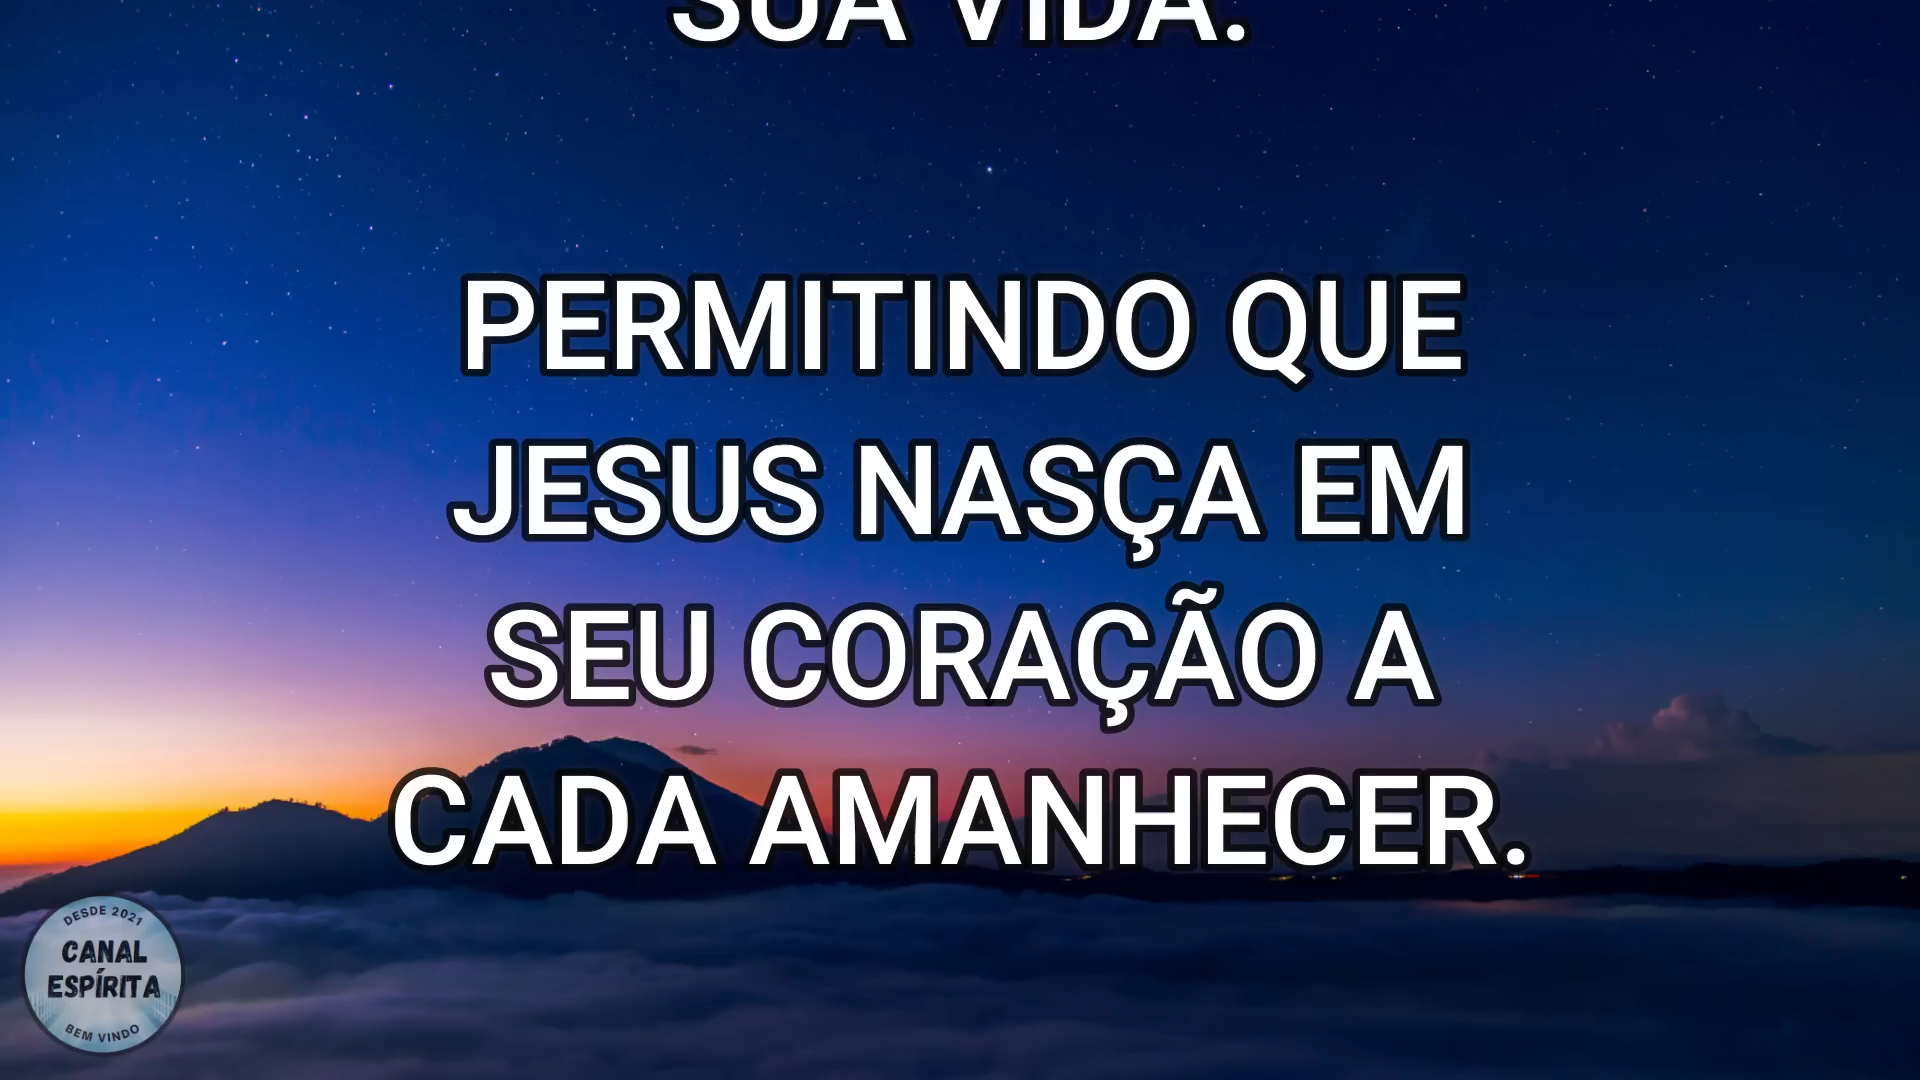 SUA VIDA.
PERMITINDO QUE
JESUS NASÇA EM
SEU CORAÇÃO A
CADA AMANHECER.
DESDE 2021
CANAL
ESPÍRITA
BEM VINDO